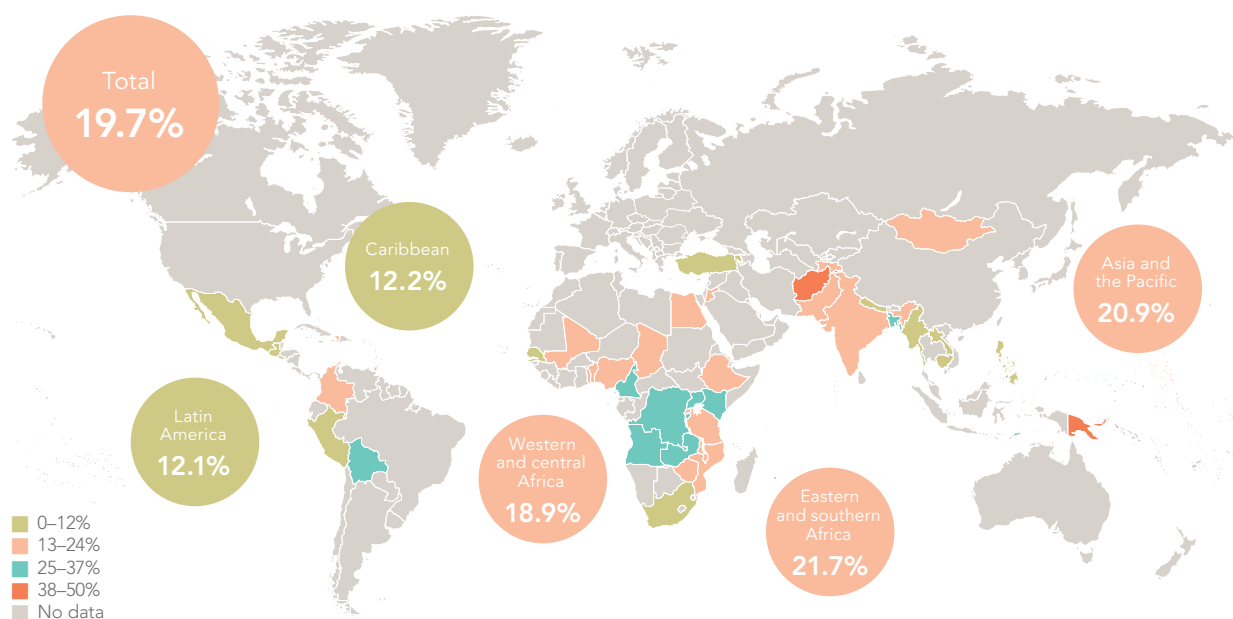 Total
19.7%
Caribbean
12.2%
Asia and
the Pacific
20.9%
Latin
America
12.1%
Western
and central
Africa
18.9%
Eastern
and southern
Africa
21.7%
0–12%
13–24%
25–37%
38–50%
No data